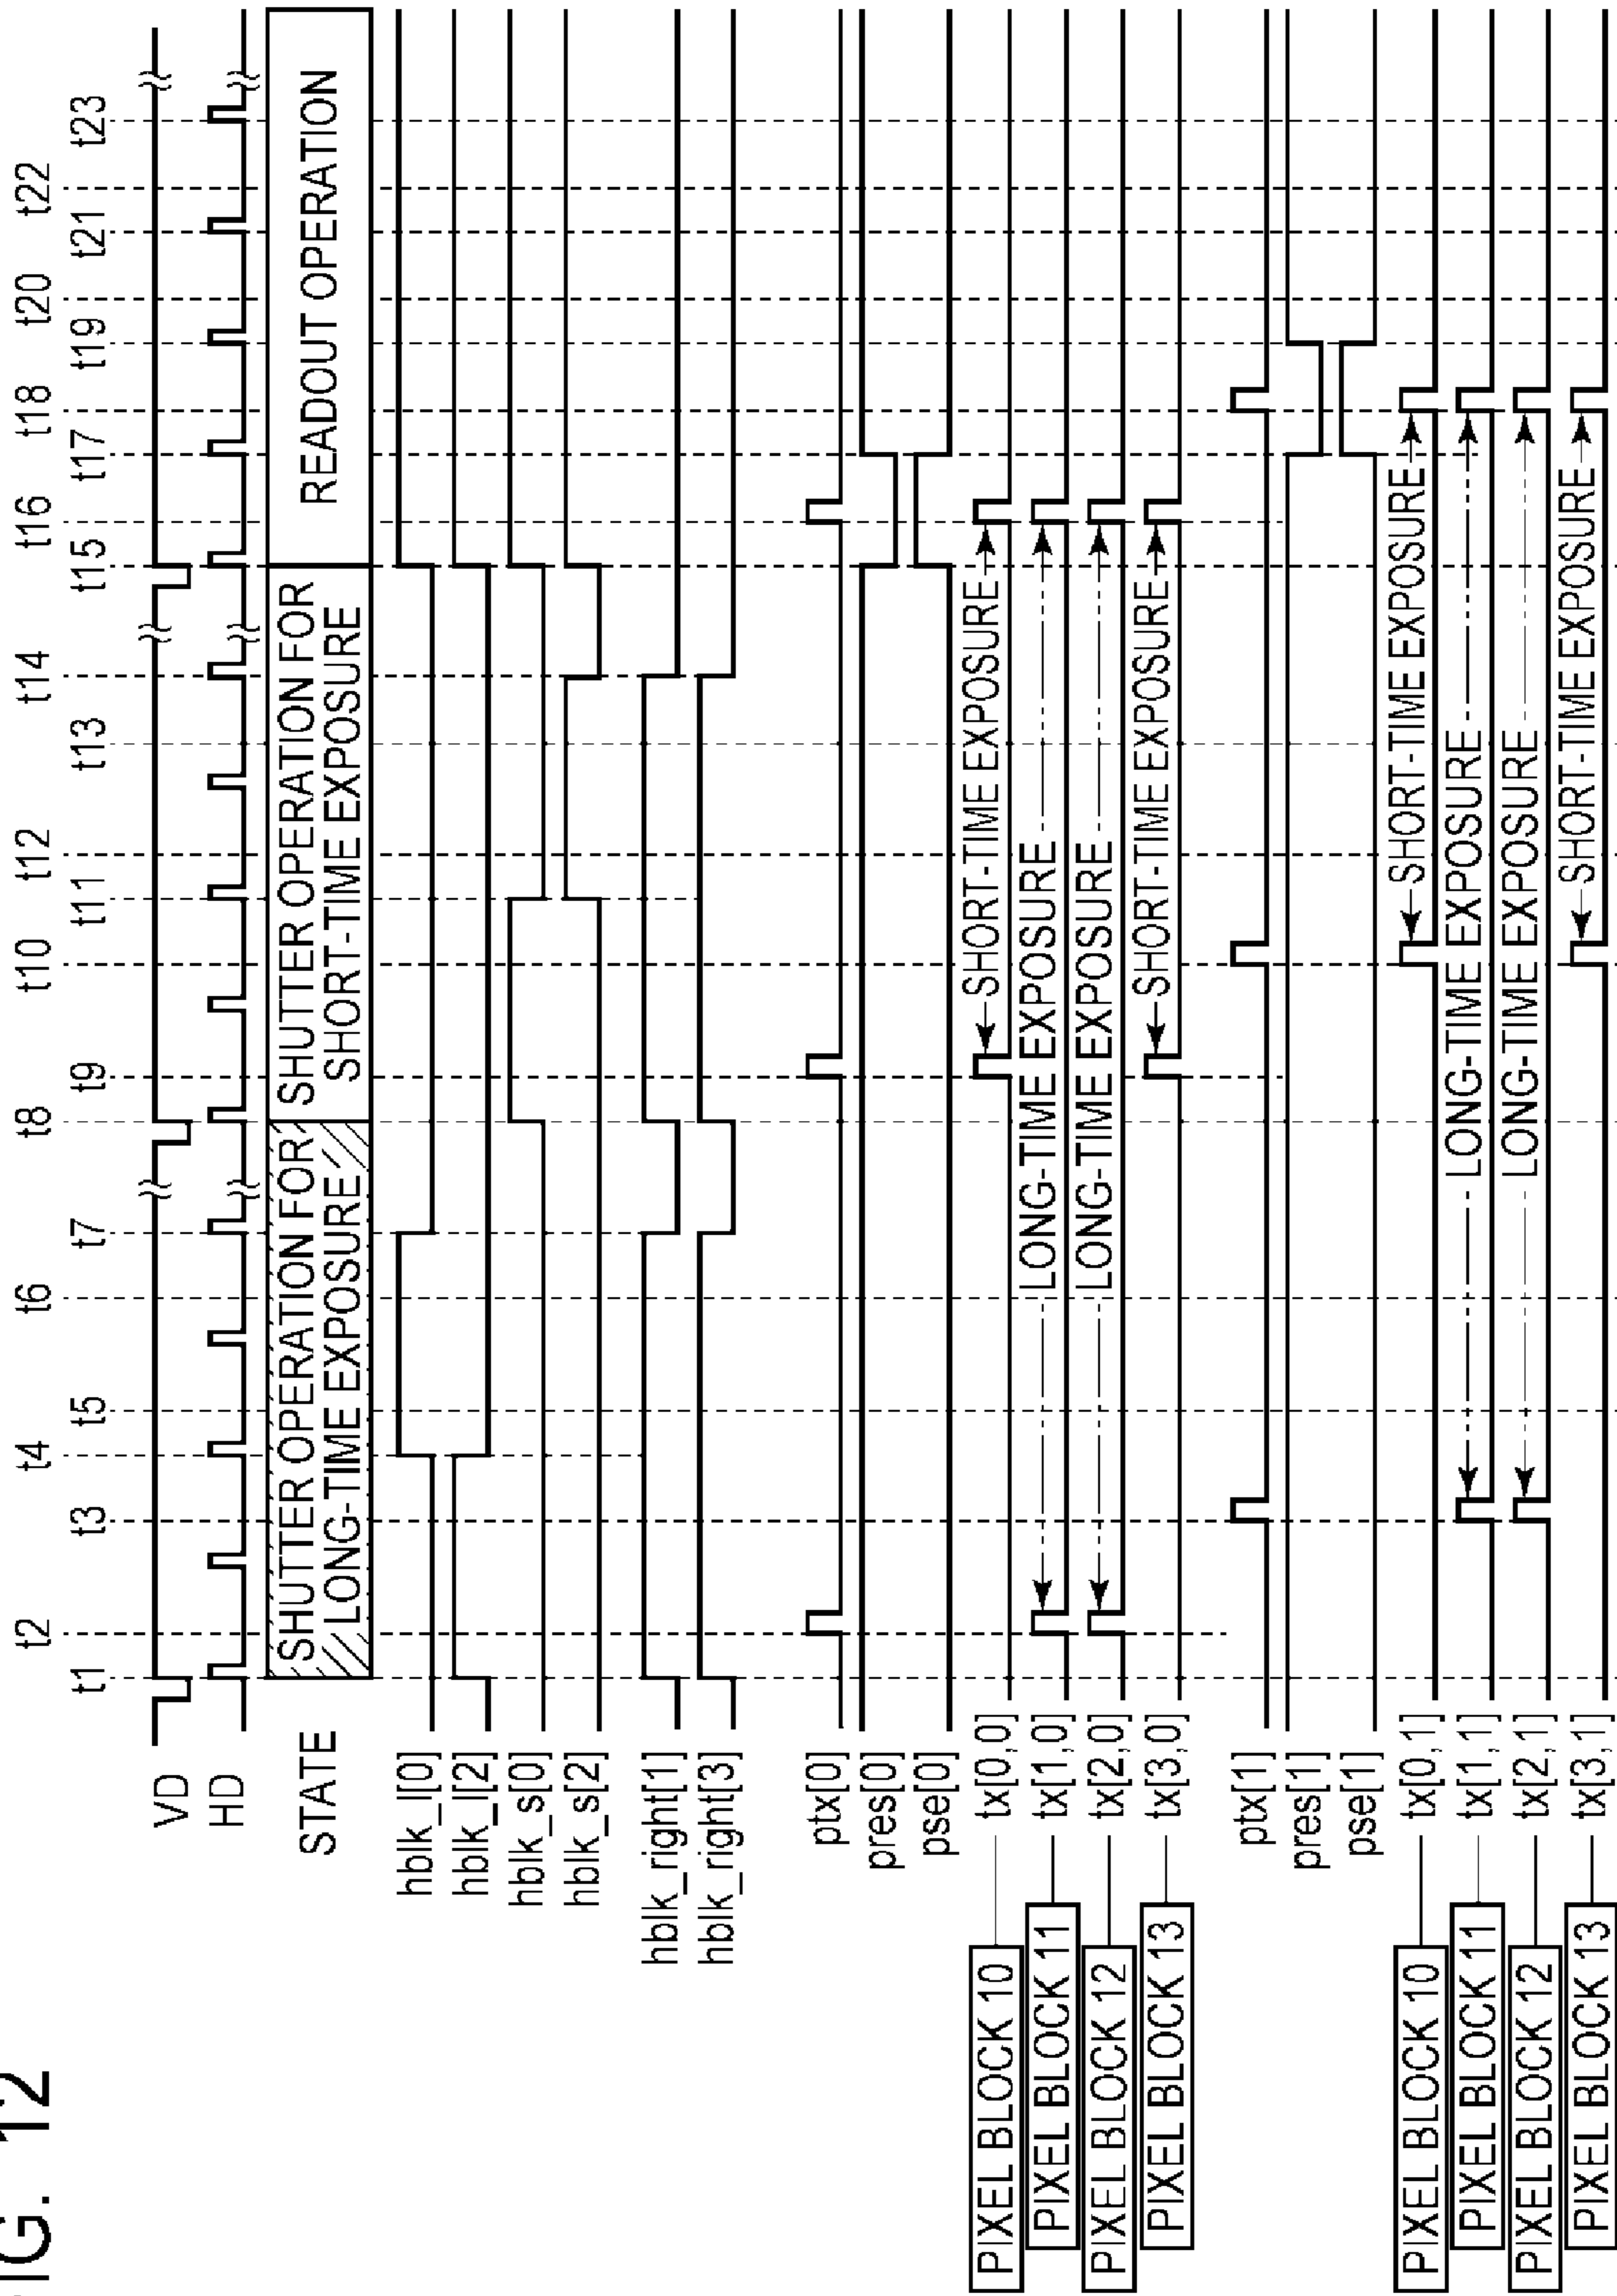 FIG. 12
t1 t2 t3 t4 t5 t6 t7 t8 t9 t10 t11 t12 t13 t14 t15 t16 t17 t18 t19 t20 t21 t22 t23
VD
HD
STATE
SHUTTER OPERATION FOR
LONG-TIME EXPOSURE
SHUTTER OPERATION FOR
SHORT-TIME EXPOSURE
READOUT OPERATION
hblk_l[0]
hblk_l[2]
hblk_s[0]
hblk_s[2]
hblk_right[1]
hblk_right[3]
ptx[0]
pres[0]
pse[0]
PIXEL BLOCK 10 tx[0,0] SHORT-TIME EXPOSURE
PIXEL BLOCK 11 tx[1,0] LONG-TIME EXPOSURE
PIXEL BLOCK 12 tx[2,0] LONG-TIME EXPOSURE
PIXEL BLOCK 13 tx[3,0] SHORT-TIME EXPOSURE
ptx[1]
pres[1]
pse[1]
PIXEL BLOCK 10 tx[0,1] SHORT-TIME EXPOSURE
PIXEL BLOCK 11 tx[1,1] LONG-TIME EXPOSURE
PIXEL BLOCK 12 tx[2,1] LONG-TIME EXPOSURE
PIXEL BLOCK 13 tx[3,1] SHORT-TIME EXPOSURE